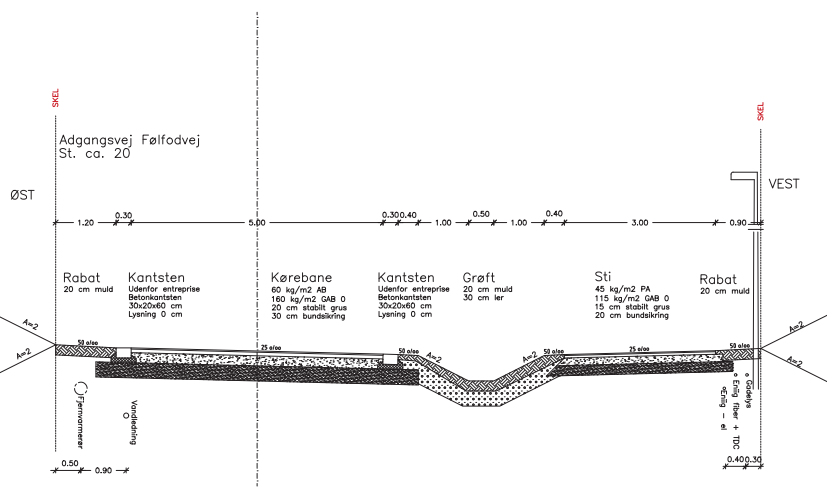 SKEL
SKEL
Adgangsvej Følfodvej
St. ca. 20
ØST
VEST
1.20
0.30
5.00
0.30
0.40
1.00
0.50
1.00
0.40
3.00
0.90
Rabat
20 cm muld
Kantsten
Udenfor entreprise
Betonkantsten
30x20x60 cm
Lysning 0 cm
Kørebane
60 kg/m2 AB
160 kg/m2 GAB 0
20 cm stabilt grus
30 cm bundsikring
Kantsten
Udenfor entreprise
Betonkantsten
30x20x60 cm
Lysning 0 cm
Grøft
20 cm muld
30 cm ler
Sti
45 kg/m2 PA
115 kg/m2 GAB 0
15 cm stabilt grus
20 cm bundsikring
Rabat
20 cm muld
A=2
A=2
50 o/oo
25 o/oo
50 o/oo
A=2
A=2
50 o/oo
25 o/oo
50 o/oo
A=2
A=2
Fjernvarmerør
Vandledning
Eniig - el
Eniig fiber + TDC
Gadelys
0.50
0.90
0.40
0.30